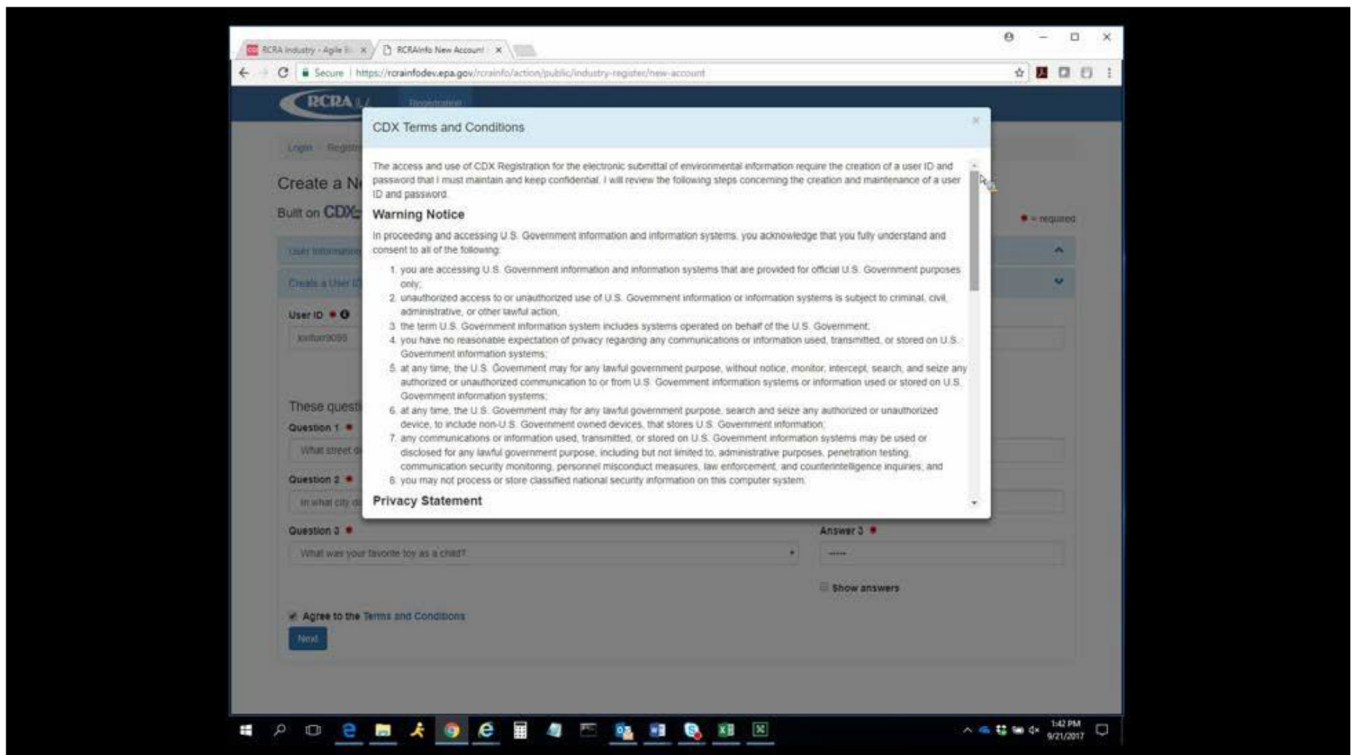 RCRA Industry - Agile B
RCRAInfo New Account
Secure | https://rcrainfodev.epa.gov/rcrainfo/action/public/industry-register/new-account
RCRA
Registration
Login
CDX Terms and Conditions
The access and use of CDX Registration for the electronic submittal of environmental information require the creation of a user ID and
password that I must maintain and keep confidential. I will review the following steps concerning the creation and maintenance of a user
ID and password.
Create a N
Built on CDX
= required
Warning Notice
In proceeding and accessing U.S. Government information and information systems, you acknowledge that you fully understand and
consent to all of the following:
User Information
Create a User ID
1. you are accessing U.S. Government information and information systems that are provided for official U.S. Government purposes
only;
2. unauthorized access to or unauthorized use of U.S. Government information or information systems is subject to criminal, civil,
administrative, or other lawful action;
3. the term U.S. Government information system includes systems operated on behalf of the U.S. Government;
4. you have no reasonable expectation of privacy regarding any communications or information used, transmitted, or stored on U.S.
Government information systems;
5. at any time, the U.S. Government may for any lawful government purpose, without notice, monitor, intercept, search, and seize any
authorized or unauthorized communication to or from U.S. Government information systems or information used or stored on U.S.
Government information systems;
6. at any time, the U.S. Government may for any lawful government purpose, search and seize any authorized or unauthorized
device, to include non-U.S. Government owned devices, that stores U.S. Government information;
7. any communications or information used, transmitted, or stored on U.S. Government information systems may be used or
disclosed for any lawful government purpose, including but not limited to, administrative purposes, penetration testing,
communication security monitoring, personnel misconduct measures, law enforcement, and counterintelligence inquiries; and
8. you may not process or store classified national security information on this computer system.
Privacy Statement
User ID
These questi
Question 1
What street di
Question 2
In what city
Question 3
Answer 3
What was your favorite toy as a child?
Show answers
Agree to the Terms and Conditions
Next
1:42 PM
9/21/2017